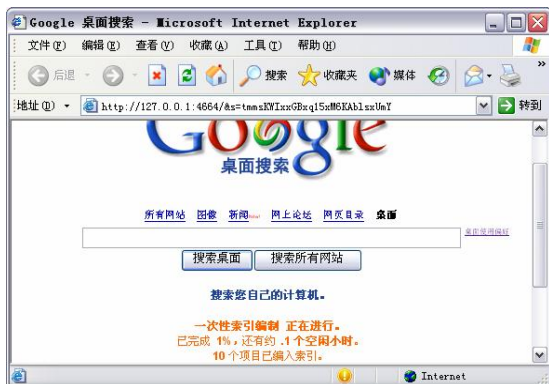 Google 桌面搜索 - Microsoft Internet Explorer
文件(F) 编辑(E) 查看(V) 收藏(A) 工具(T) 帮助(H)
后退 搜索 收藏夹 媒体 »
地址(D) http://127.0.0.1:4664/&s= 转到
Google
桌面搜索
所有网站 图像 新闻 网上论坛 网页目录 桌面
桌面使用偏好
搜索桌面 搜索所有网站
搜索您自己的计算机。
一次性索引编制 正在进行。
已完成 1%，还有约 .1 个空闲小时。
10 个项目已编入索引。
Internet